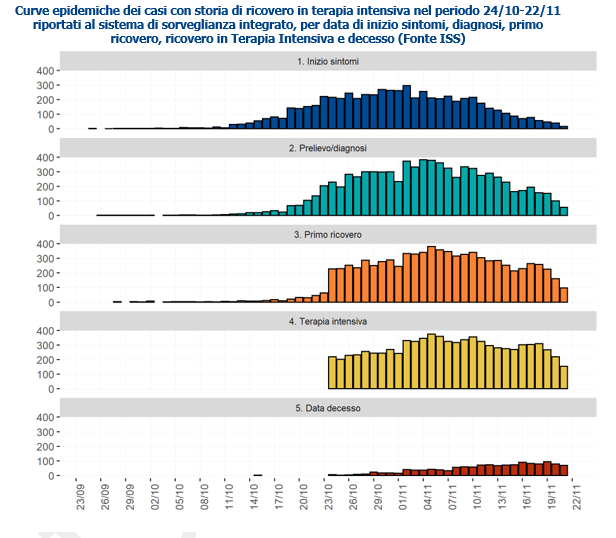 Curve epidemiche dei casi con storia di ricovero in terapia intensiva nel periodo 24/10-22/11
riportati al sistema di sorveglianza integrato, per data di inizio sintomi, diagnosi, primo
ricovero, ricovero in Terapia Intensiva e decesso (Fonte ISS)
1. Inizio sintomi
400
300
200
100
0
2. Prelievo/diagnosi
400
300
200
100
0
3. Primo ricovero
400
300
200
100
0
4. Terapia intensiva
400
300
200
100
0
5. Data decesso
400
300
200
100
0
23/09 26/09 29/09 02/10 05/10 08/10 11/10 14/10 17/10 20/10 23/10 26/10 29/10 01/11 04/11 07/11 10/11 13/11 16/11 19/11 22/11